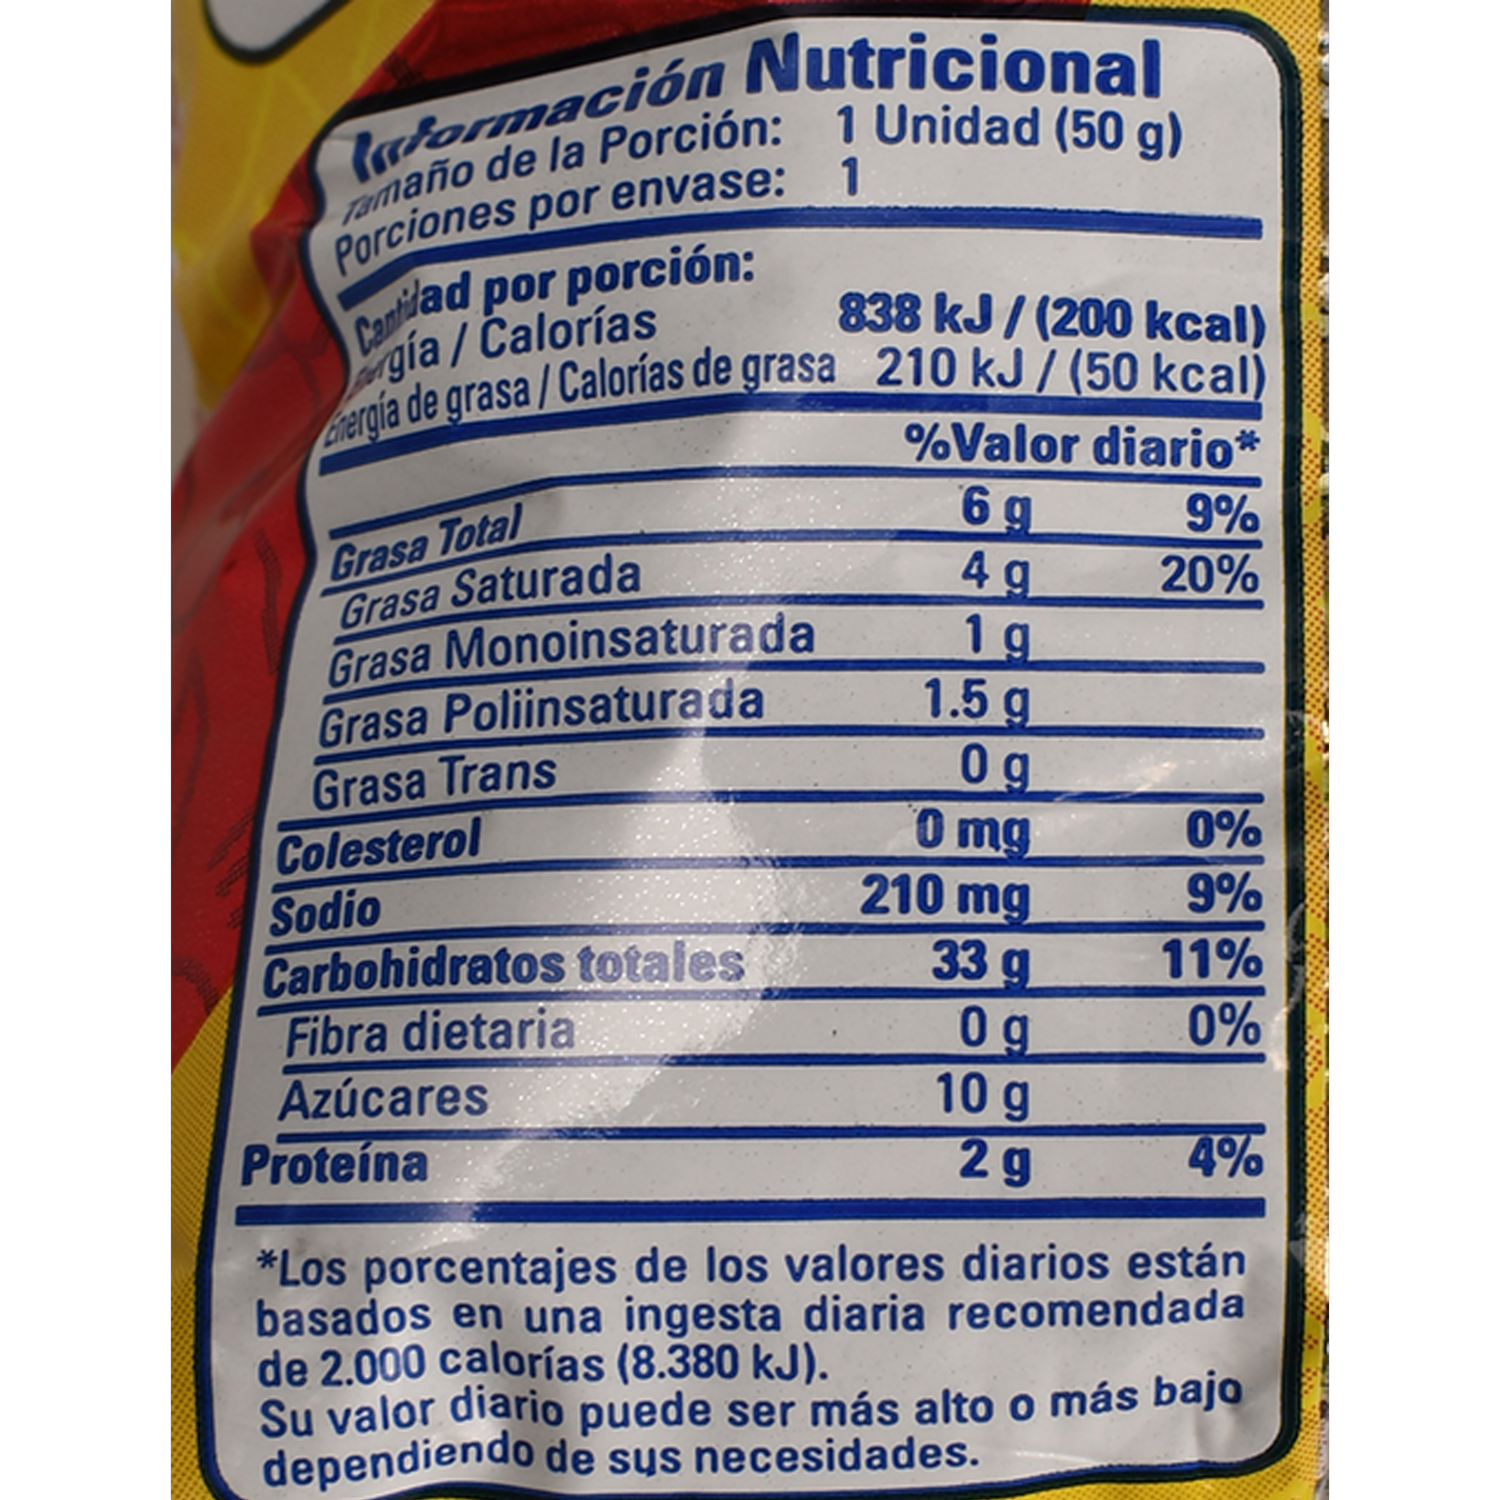 Información Nutricional
Tamaño de la Porción: 1 Unidad (50 g)
Porciones por envase: 1
Cantidad por porción:
Energía / Calorías 838 kJ / (200 kcal)
Energía de grasa / Calorías de grasa 210 kJ / (50 kcal)
%Valor diario*
Grasa Total 6 g 9%
Grasa Saturada 4 g 20%
Grasa Monoinsaturada 1 g
Grasa Poliinsaturada 1.5 g
Grasa Trans 0 g
Colesterol 0 mg 0%
Sodio 210 mg 9%
Carbohidratos totales 33 g 11%
Fibra dietaria 0 g 0%
Azúcares 10 g
Proteína 2 g 4%
*Los porcentajes de los valores diarios están
basados en una ingesta diaria recomendada
de 2.000 calorías (8.380 kJ).
Su valor diario puede ser más alto o más bajo
dependiendo de sus necesidades.